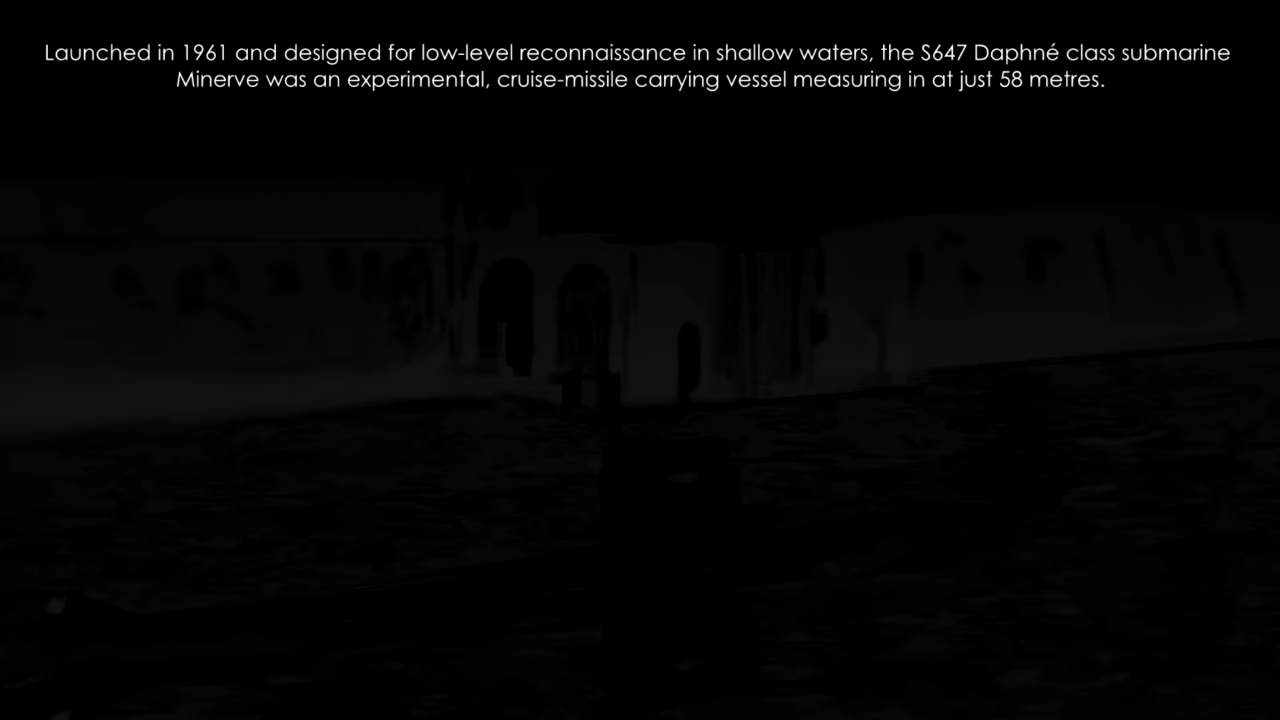 Launched in 1961 and designed for low-level reconnaissance in shallow waters, the S647 Daphné class submarine
Minerve was an experimental, cruise-missile carrying vessel measuring in at just 58 metres.